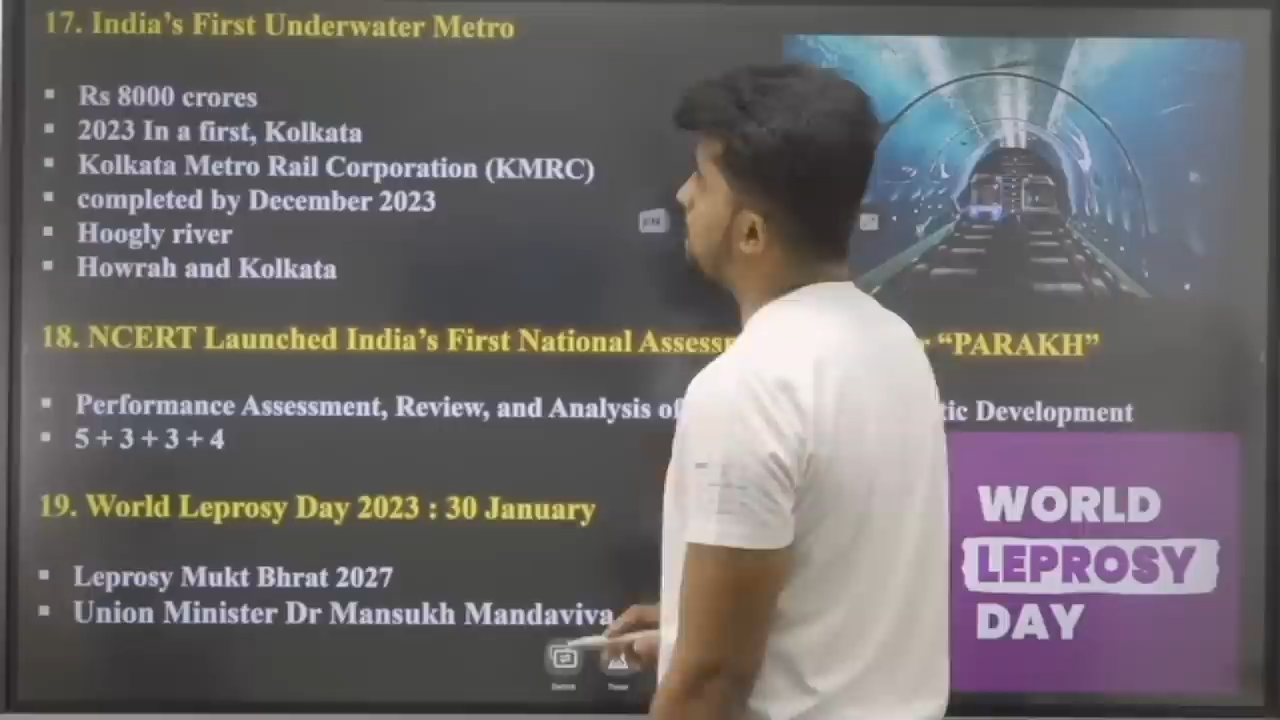 17. India's First Underwater Metro
Rs 8000 crores
2023 In a first, Kolkata
Kolkata Metro Rail Corporation (KMRC)
completed by December 2023
Hoogly river
Howrah and Kolkata
18. NCERT Launched India's First National Assess "PARAKH"
Performance Assessment, Review, and Analysis of tic Development
5 + 3 + 3 + 4
19. World Leprosy Day 2023 : 30 January
Leprosy Mukt Bhrat 2027
Union Minister Dr Mansukh Mandaviva
WORLD
LEPROSY
DAY